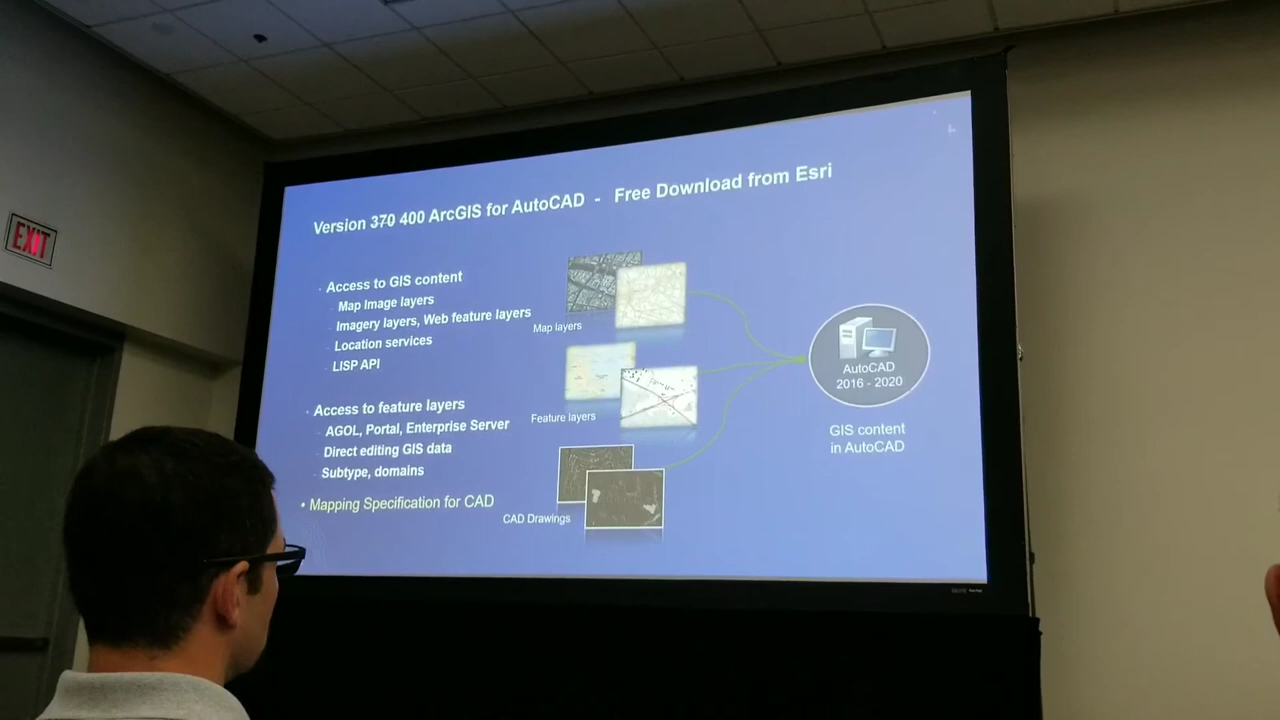 EXIT
Version 370 400 ArcGIS for AutoCAD - Free Download from Esri
· Access to GIS content
- Map Image layers
- Imagery layers, Web feature layers
- Location services
- LISP API
· Access to feature layers
- AGOL, Portal, Enterprise Server
- Direct editing GIS data
- Subtype, domains
• Mapping Specification for CAD
Map layers
Feature layers
CAD Drawings
AutoCAD
2016 - 2020
GIS content
in AutoCAD